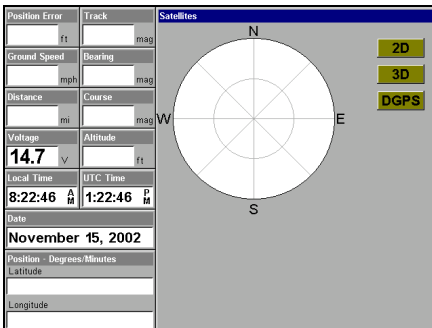 Position Error
ft
Track
mag
Ground Speed
mph
Bearing
mag
Distance
mi
Course
mag
Voltage
14.7 V
Altitude
ft
Local Time
8:22:46 AM
UTC Time
1:22:46 PM
Date
November 15, 2002
Position - Degrees/Minutes
Latitude
Longitude
Satellites
N
W
E
S
2D
3D
DGPS